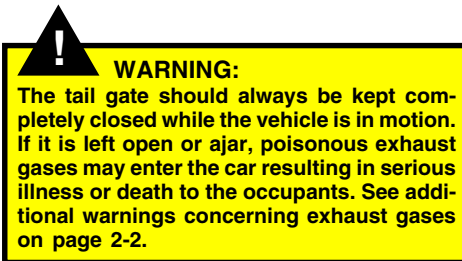 !
WARNING:
The tail gate should always be kept com-
pletely closed while the vehicle is in motion.
If it is left open or ajar, poisonous exhaust
gases may enter the car resulting in serious
illness or death to the occupants. See addi-
tional warnings concerning exhaust gases
on page 2-2.